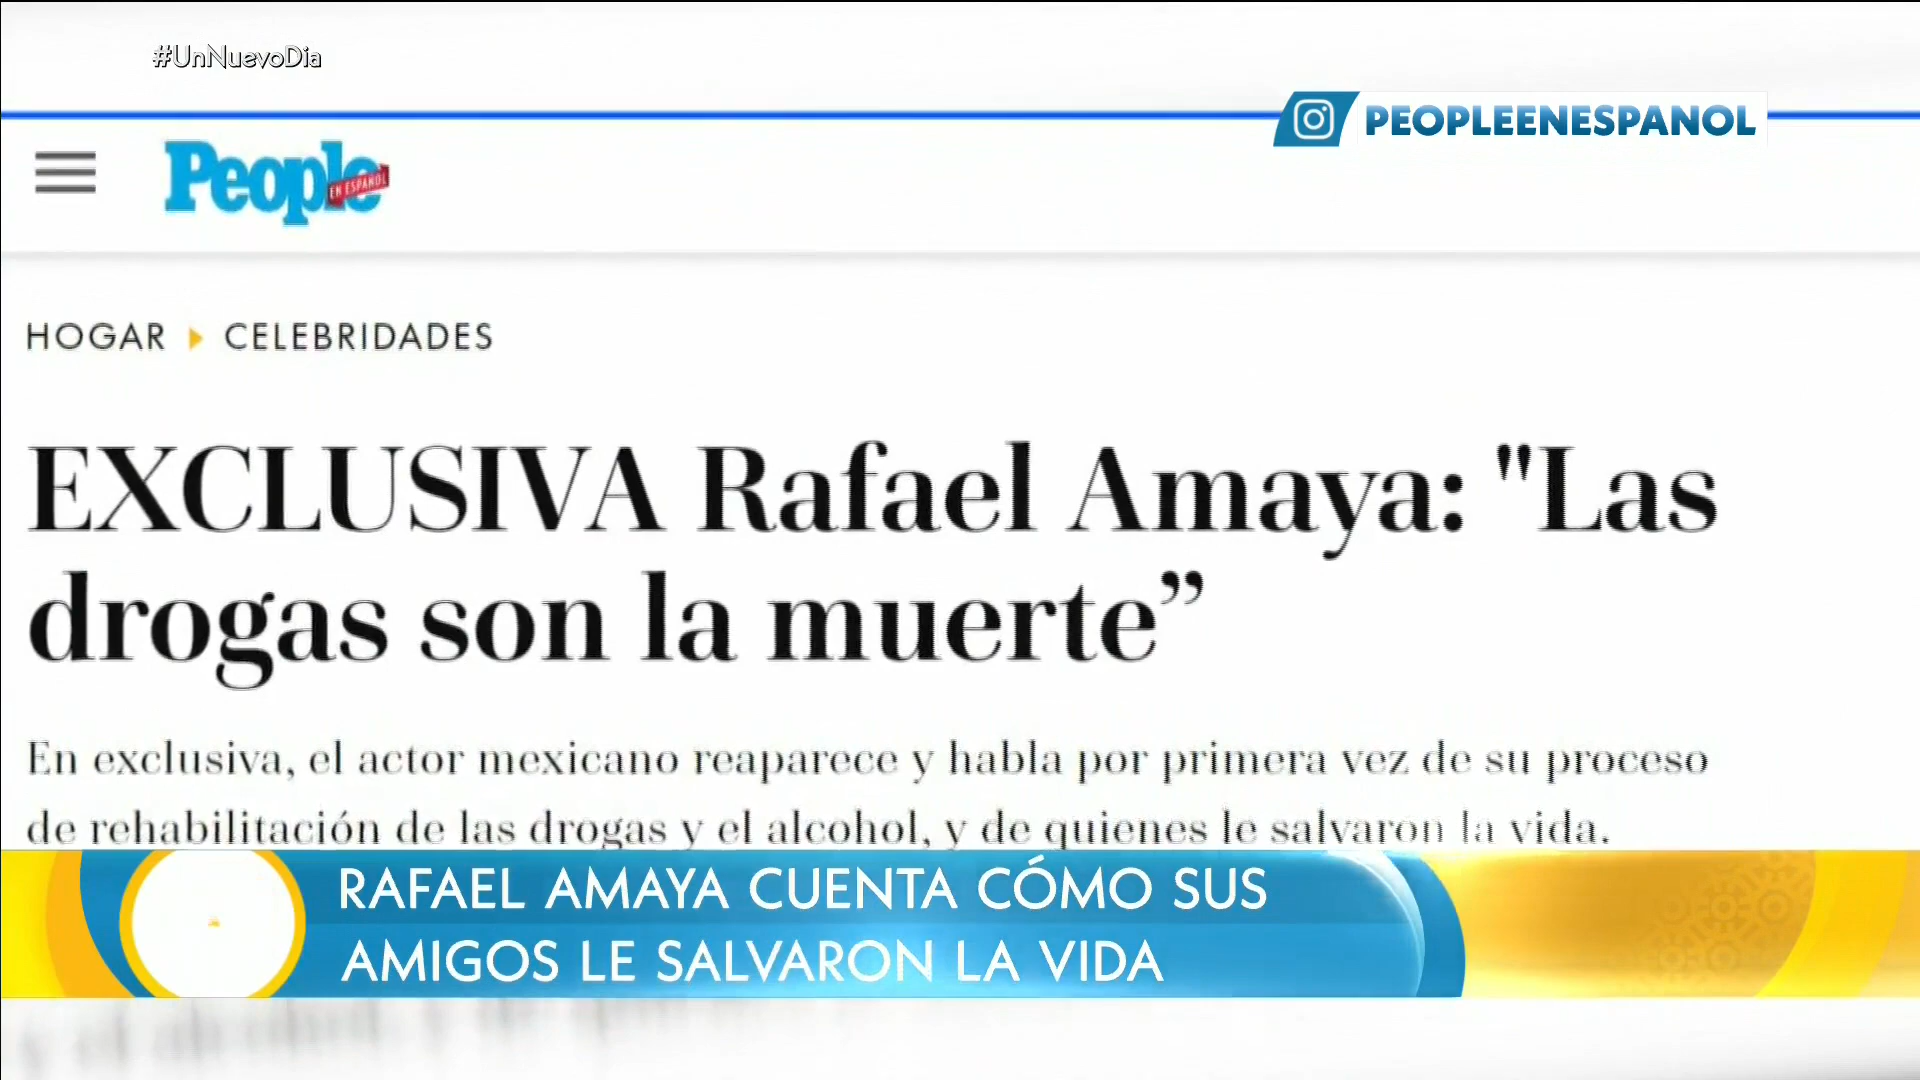 #UnNuevoDia
PEOPLEENESPANOL
People EN ESPAÑOL
HOGAR CELEBRIDADES
EXCLUSIVA Rafael Amaya: "Las
drogas son la muerte”
En exclusiva, el actor mexicano reaparece y habla por primera vez de su proceso
de rehabilitación de las drogas y el alcohol, y de quienes le salvaron la vida.
RAFAEL AMAYA CUENTA CÓMO SUS
AMIGOS LE SALVARON LA VIDA